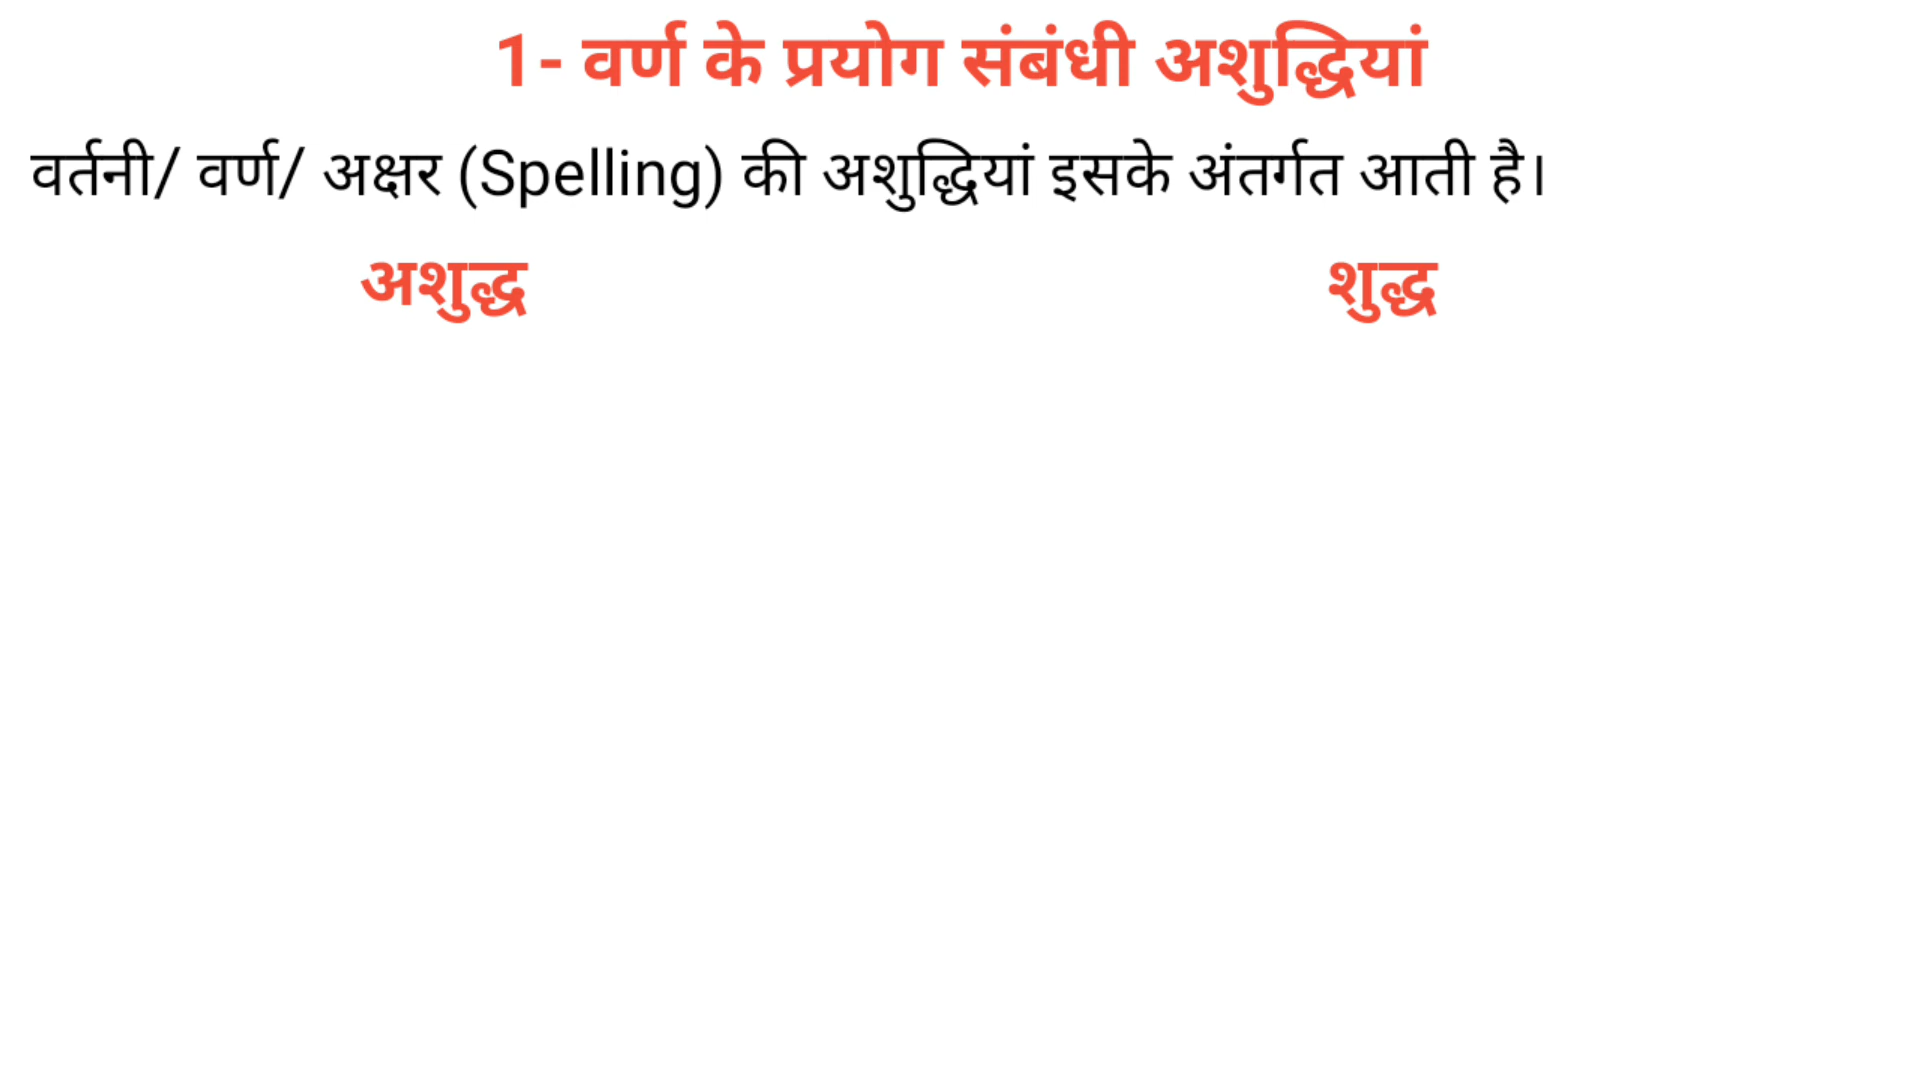 1- वर्ण के प्रयोग संबंधी अशुद्धियां
वर्तनी/ वर्ण/ अक्षर (Spelling) की अशुद्धियां इसके अंतर्गत आती है।
अशुद्ध शुद्ध